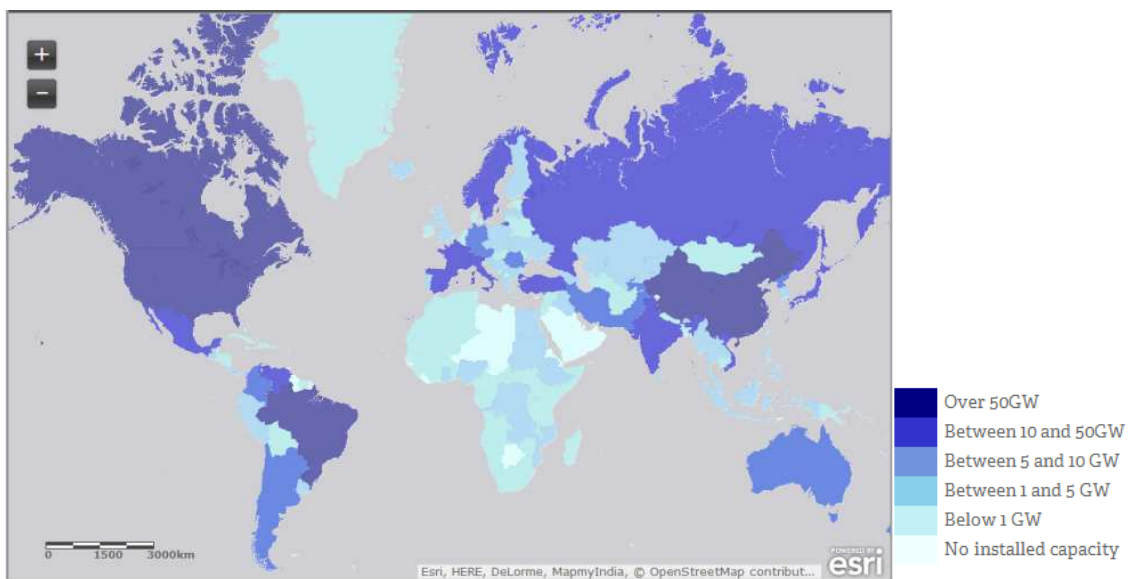 +
−
Over 50GW
Between 10 and 50GW
Between 5 and 10 GW
Between 1 and 5 GW
Below 1 GW
No installed capacity
0 1500 3000km
Esri, HERE, DeLorme, MapmyIndia, © OpenStreetMap contribut...
POWERED BY
esri